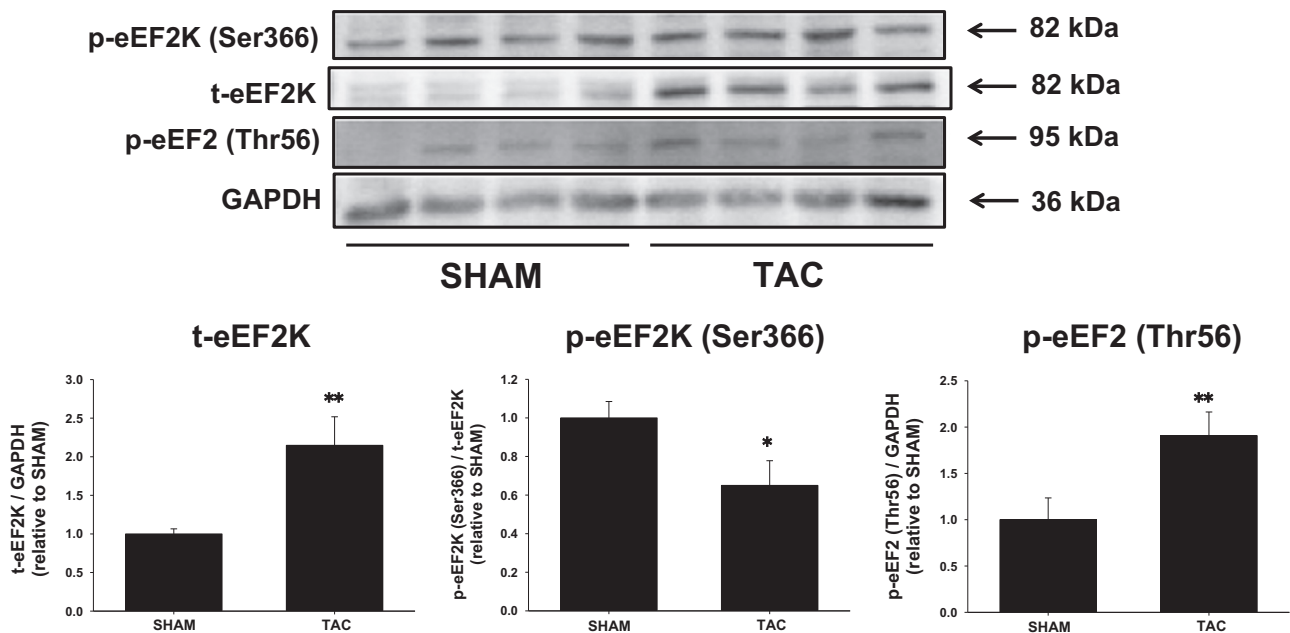 p-eEF2K (Ser366)
82 kDa
t-eEF2K
82 kDa
p-eEF2 (Thr56)
95 kDa
GAPDH
36 kDa
SHAM
TAC
t-eEF2K
t-eEF2K / GAPDH
(relative to SHAM)
3.0
2.5
2.0
1.5
1.0
0.5
0.0
**
SHAM
TAC
p-eEF2K (Ser366)
p-eEF2K (Ser366) / t-eEF2K
(relative to SHAM)
1.2
1.0
0.8
0.6
0.4
0.2
0.0
*
SHAM
TAC
p-eEF2 (Thr56)
p-eEF2 (Thr56) / GAPDH
(relative to SHAM)
2.5
2.0
1.5
1.0
0.5
0.0
**
SHAM
TAC